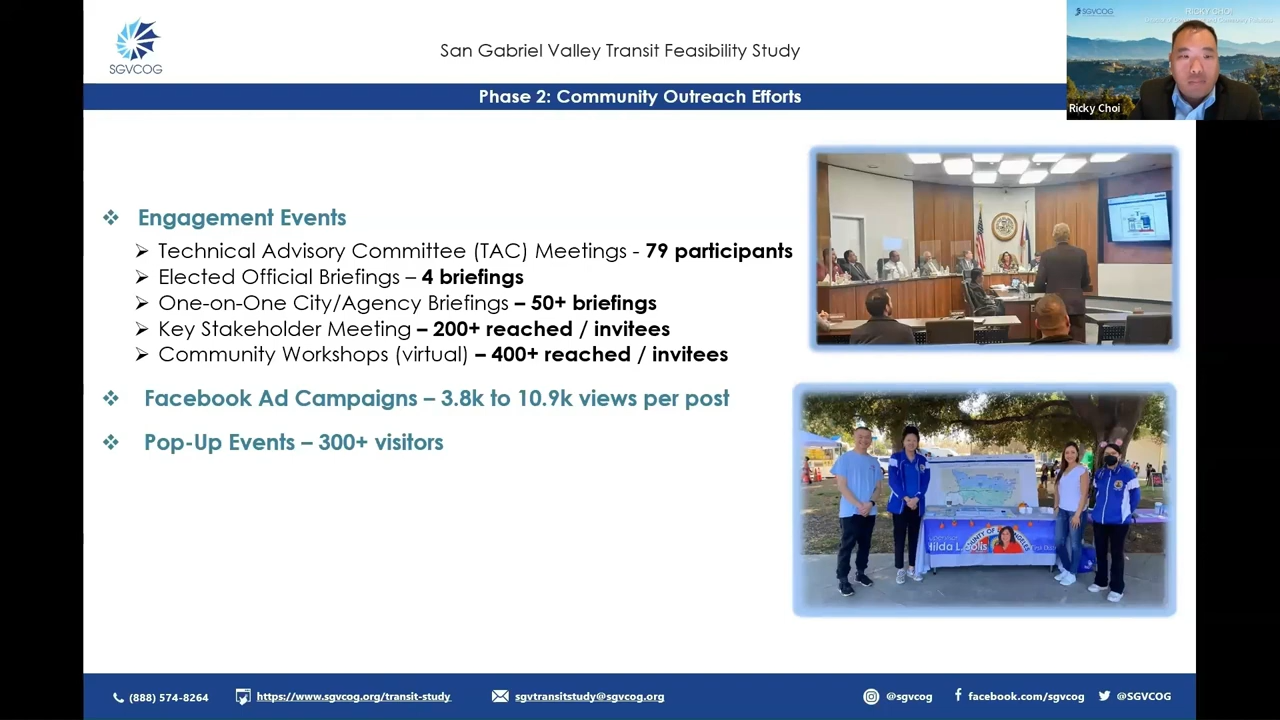 SGVCOG
San Gabriel Valley Transit Feasibility Study
SGVCOG
RICKY CHOI
Ricky Choi
Phase 2: Community Outreach Efforts
❖ Engagement Events
➢ Technical Advisory Committee (TAC) Meetings - 79 participants
➢ Elected Official Briefings – 4 briefings
➢ One-on-One City/Agency Briefings – 50+ briefings
➢ Key Stakeholder Meeting – 200+ reached / invitees
➢ Community Workshops (virtual) – 400+ reached / invitees
❖ Facebook Ad Campaigns – 3.8k to 10.9k views per post
❖ Pop-Up Events – 300+ visitors
Hilda L. Solis
(888) 574-8264
https://www.sgvcog.org/transit-study
sgvtransitstudy@sgvcog.org
@sgvcog
facebook.com/sgvcog
@SGVCOG